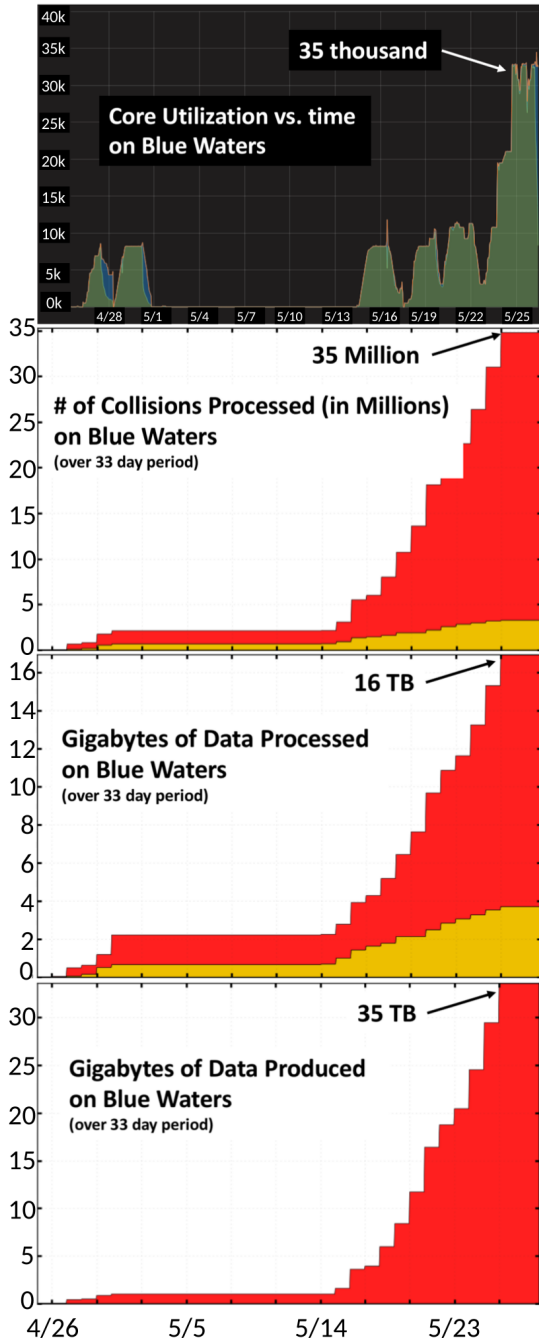 40k
35k
35 thousand
30k
Core Utilization vs. time
on Blue Waters
25k
20k
15k
10k
5k
0k
4/28 5/1 5/4 5/7 5/10 5/13 5/16 5/19 5/22 5/25
35
35 Million
30
# of Collisions Processed (in Millions)
on Blue Waters
(over 33 day period)
25
20
15
10
5
0
16
16 TB
14
Gigabytes of Data Processed
on Blue Waters
(over 33 day period)
12
10
8
6
4
2
0
35 TB
30
Gigabytes of Data Produced
on Blue Waters
(over 33 day period)
25
20
15
10
5
0
4/26 5/5 5/14 5/23